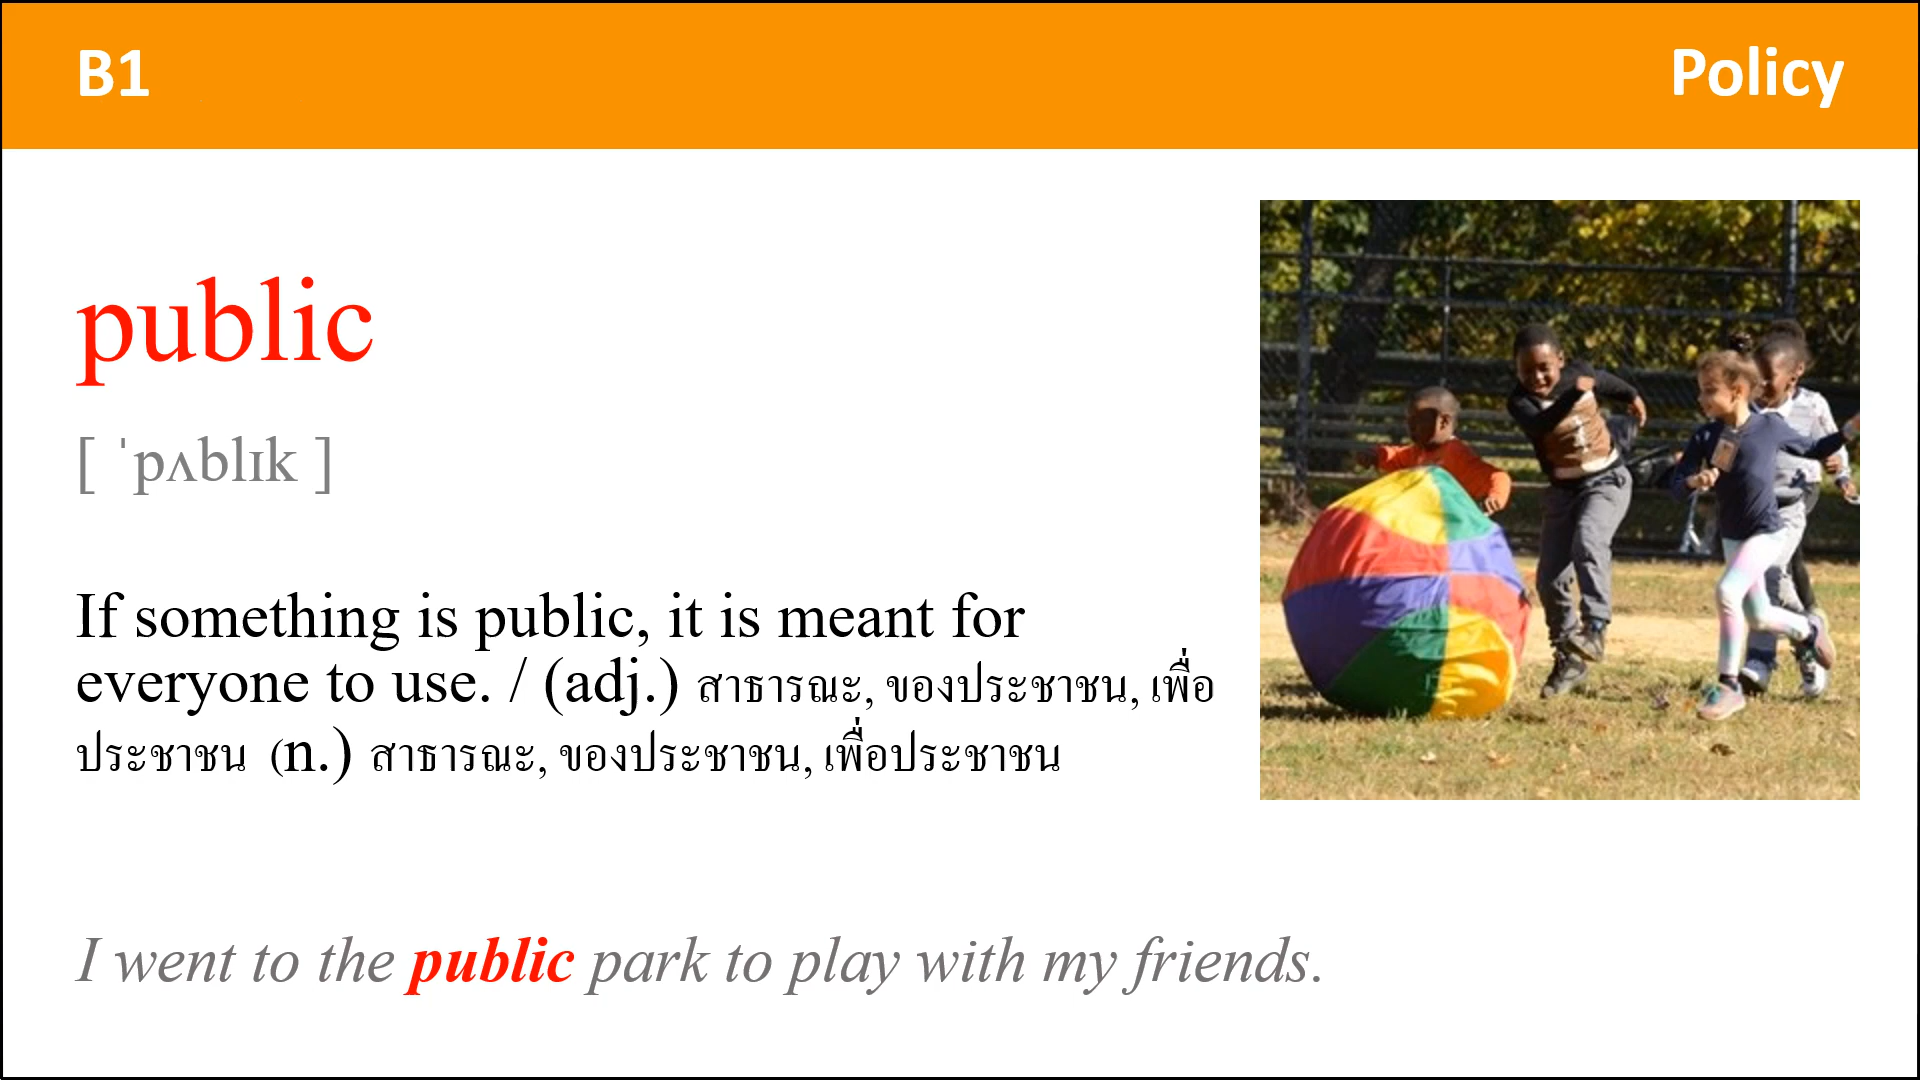 B1
Policy
public
[ ˈpʌblɪk ]
If something is public, it is meant for
everyone to use. / (adj.) สาธารณะ, ของประชาชน, เพื่อ
ประชาชน (n.) สาธารณะ, ของประชาชน, เพื่อประชาชน
I went to the public park to play with my friends.